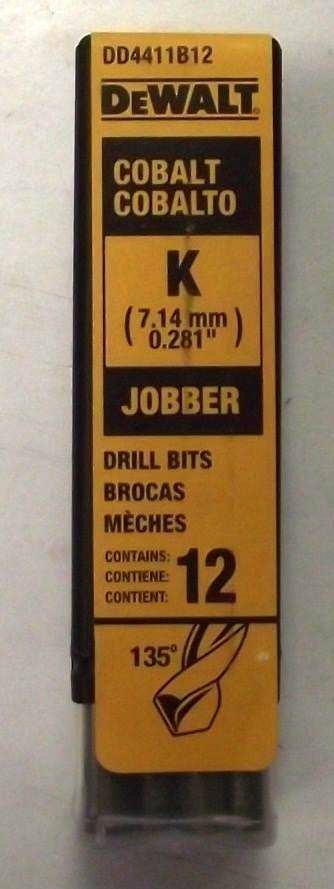 DD4411B12
DEWALT®
COBALT
COBALTO
K
(7.14 mm)
0.281"
JOBBER
DRILL BITS
BROCAS
MÈCHES
CONTAINS:
CONTIENE:
CONTIENT:
12
135°